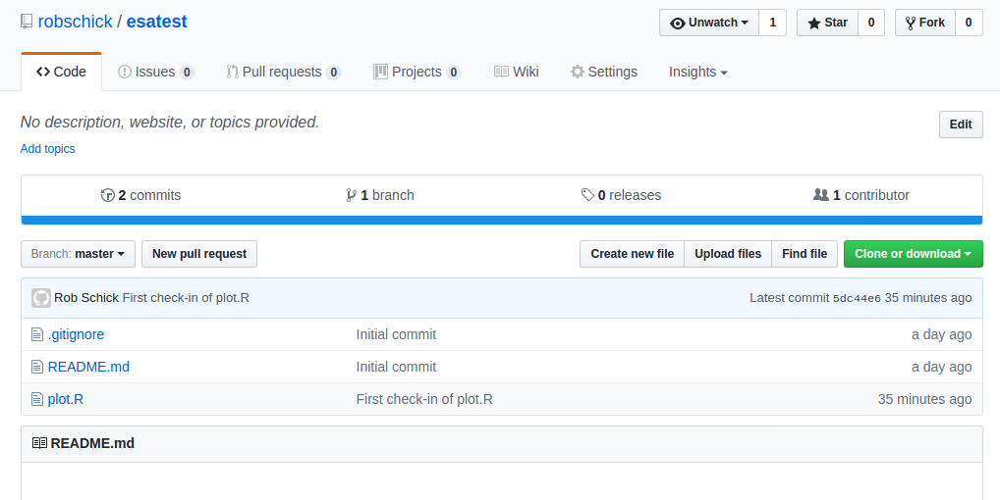 robschick / esatest
Unwatch 1 Star 0 Fork 0
Code Issues 0 Pull requests 0 Projects 0 Wiki Settings Insights
No description, website, or topics provided.
Edit
Add topics
2 commits 1 branch 0 releases 1 contributor
Branch: master New pull request Create new file Upload files Find file Clone or download
Rob Schick First check-in of plot.R Latest commit 5dc44e6 35 minutes ago
.gitignore Initial commit a day ago
README.md Initial commit a day ago
plot.R First check-in of plot.R 35 minutes ago
README.md